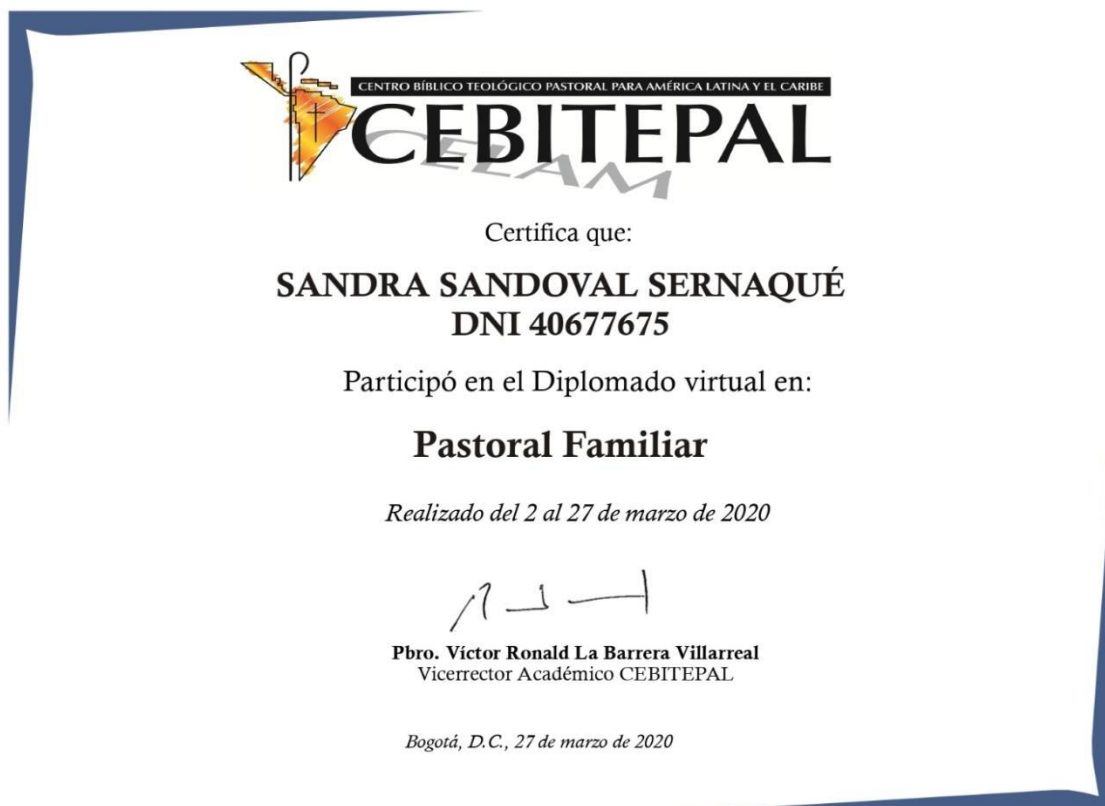 CENTRO BÍBLICO TEOLÓGICO PASTORAL PARA AMÉRICA LATINA Y EL CARIBE
CEBITEPAL
CELAM
Certifica que:
SANDRA SANDOVAL SERNAQUÉ
DNI 40677675
Participó en el Diplomado virtual en:
Pastoral Familiar
Realizado del 2 al 27 de marzo de 2020
Pbro. Víctor Ronald La Barrera Villarreal
Vicerrector Académico CEBITEPAL
Bogotá, D.C., 27 de marzo de 2020